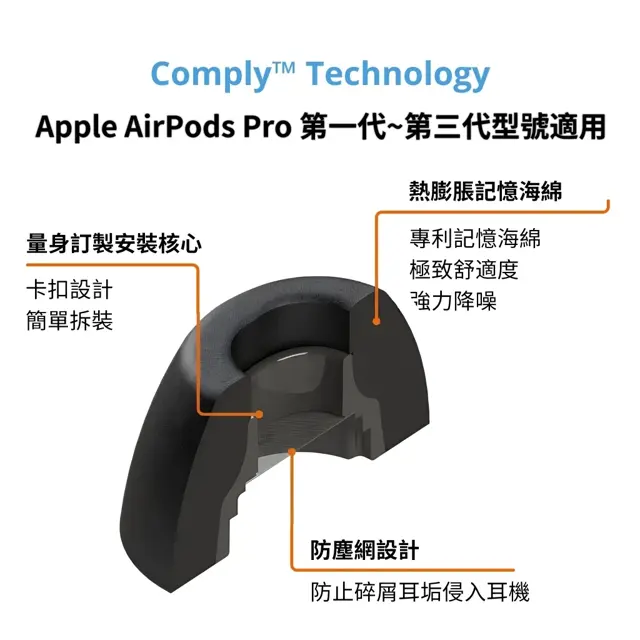 Comply™ Technology
Apple AirPods Pro 第一代~第三代型號適用
熱膨脹記憶海綿
專利記憶海綿
極致舒適度
強力降噪
量身訂製安裝核心
卡扣設計
簡單拆裝
防塵網設計
防止碎屑耳垢侵入耳機